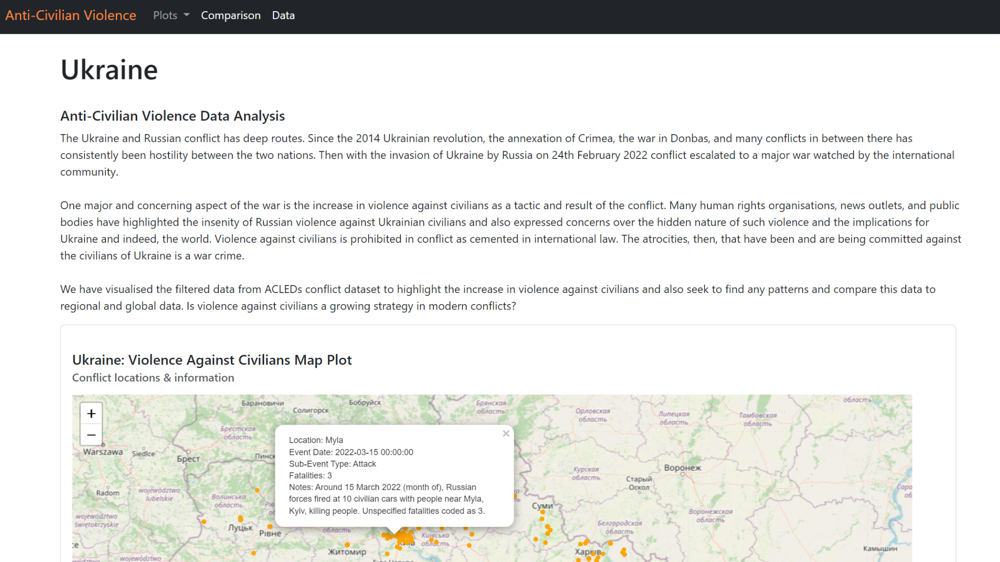 Anti-Civilian Violence Plots Comparison Data
Ukraine
Anti-Civilian Violence Data Analysis
The Ukraine and Russian conflict has deep routes. Since the 2014 Ukrainian revolution, the annexation of Crimea, the war in Donbas, and many conflicts in between there has
consistently been hostility between the two nations. Then with the invasion of Ukraine by Russia on 24th February 2022 conflict escalated to a major war watched by the international
community.
One major and concerning aspect of the war is the increase in violence against civilians as a tactic and result of the conflict. Many human rights organisations, news outlets, and public
bodies have highlighted the insenity of Russian violence against Ukrainian civilians and also expressed concerns over the hidden nature of such violence and the implications for
Ukraine and indeed, the world. Violence against civilians is prohibited in conflict as cemented in international law. The atrocities, then, that have been and are being committed against
the civilians of Ukraine is a war crime.
We have visualised the filtered data from ACLEDs conflict dataset to highlight the increase in violence against civilians and also seek to find any patterns and compare this data to
regional and global data. Is violence against civilians a growing strategy in modern conflicts?
Ukraine: Violence Against Civilians Map Plot
Conflict locations & information
+
−
Барановичи
Солигорск
Бобруйск
Брянская
область
Орловская
область
Липецкая
область
Тамбовская
область
область
Брестская
область
Warszawa
Siedlce
Брест
Пинск
×
Location: Myla
Event Date: 2022-03-15 00:00:00
Sub-Event Type: Attack
Fatalities: 3
Notes: Around 15 March 2022 (month of), Russian
forces fired at 10 civilian cars with people near Myla,
Kyiv, killing people. Unspecified fatalities coded as 3.
Курская
область
Старый
Оскол
Воронеж
Radom
województwo
lubelskie
Волинська
область
Суми
Воронежская
область
województwo
świętokrzyskie
Луцьк
Рівне
область
Київська
область
Белгородская
область
Житомир
Харків
Камышин
województwo